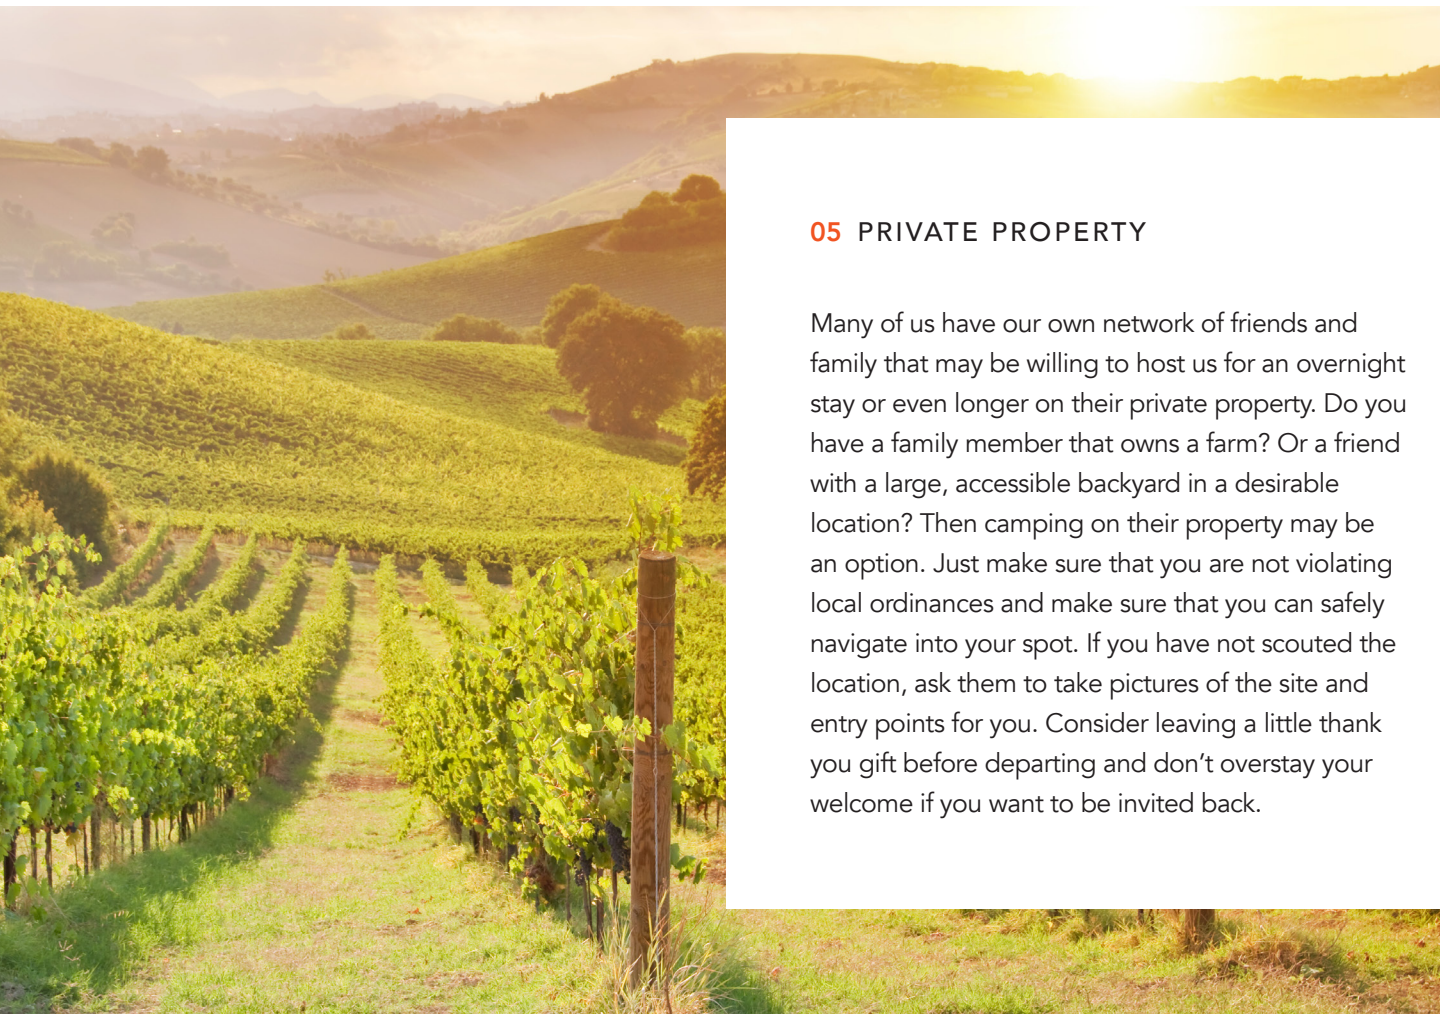 05 PRIVATE PROPERTY
Many of us have our own network of friends and
family that may be willing to host us for an overnight
stay or even longer on their private property. Do you
have a family member that owns a farm? Or a friend
with a large, accessible backyard in a desirable
location? Then camping on their property may be
an option. Just make sure that you are not violating
local ordinances and make sure that you can safely
navigate into your spot. If you have not scouted the
location, ask them to take pictures of the site and
entry points for you. Consider leaving a little thank
you gift before departing and don’t overstay your
welcome if you want to be invited back.